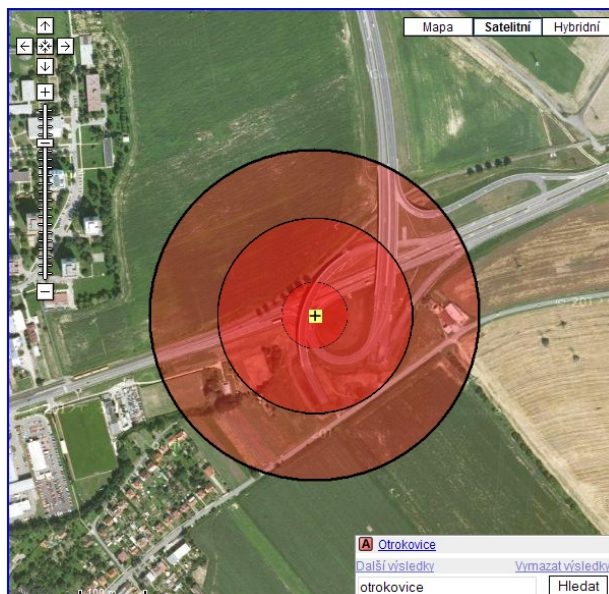 Mapa Satelitní Hybridní
A Otrokovice
Další výsledky Vymazat výsledky
otrokovice Hledat